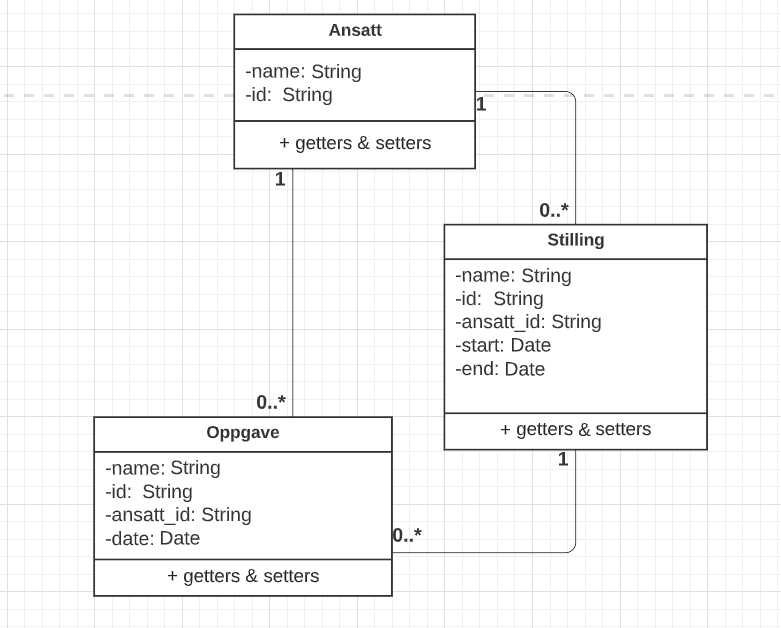 Ansatt
-name: String
-id: String
+ getters & setters
1
1
0..*
Stilling
-name: String
-id: String
-ansatt_id: String
-start: Date
-end: Date
+ getters & setters
1
0..*
Oppgave
-name: String
-id: String
-ansatt_id: String
-date: Date
+ getters & setters
0..*